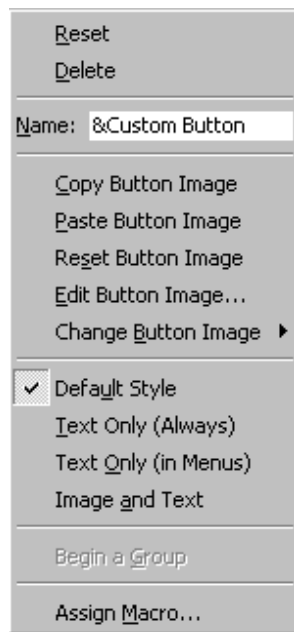 Reset
Delete
Name: &Custom Button
Copy Button Image
Paste Button Image
Reset Button Image
Edit Button Image...
Change Button Image
Default Style
Text Only (Always)
Text Only (in Menus)
Image and Text
Begin a Group
Assign Macro...